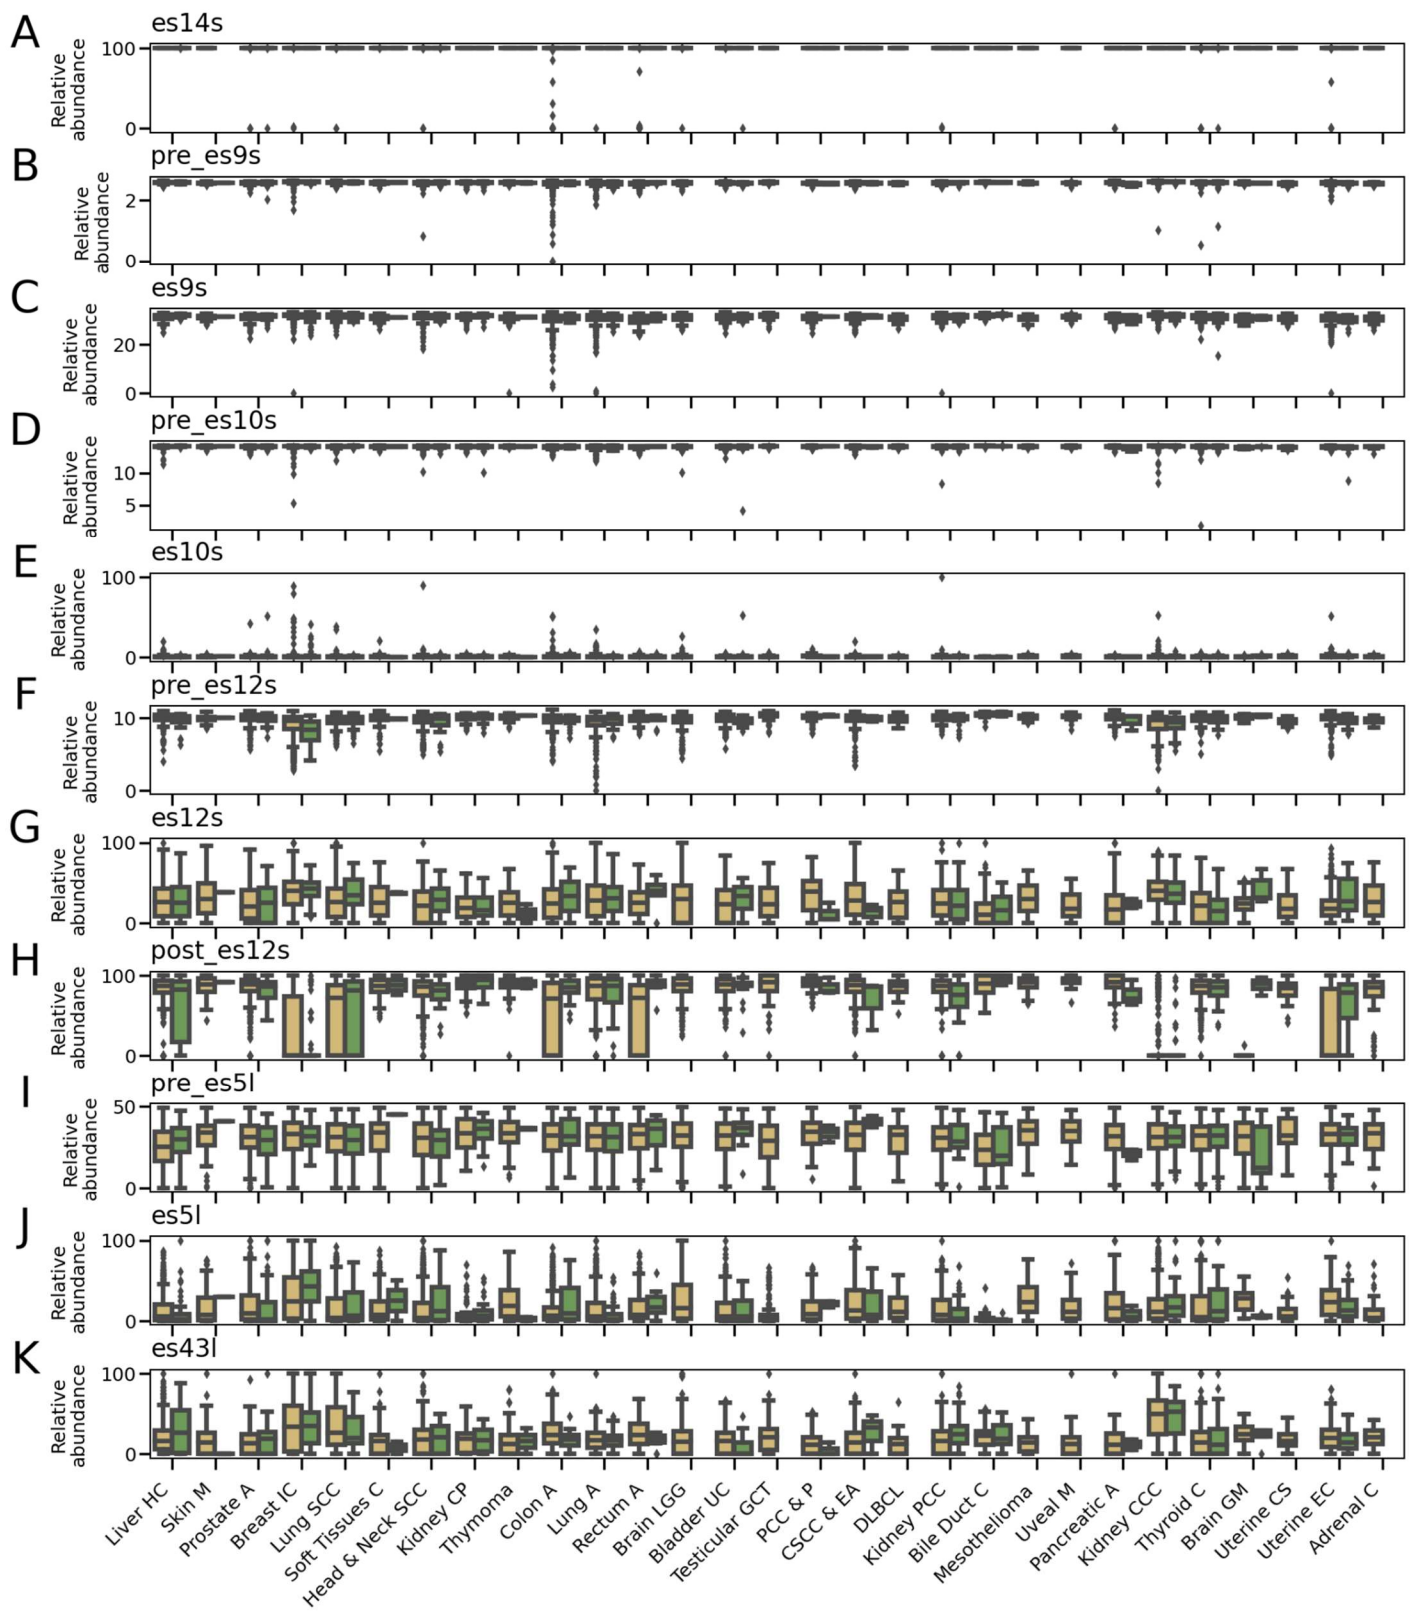 A
es14s
Relative
abundance
100
0
B
pre_es9s
Relative
abundance
2
0
C
es9s
Relative
abundance
20
0
D
pre_es10s
Relative
abundance
10
5
E
es10s
Relative
abundance
100
0
F
pre_es12s
Relative
abundance
10
0
G
es12s
Relative
abundance
100
0
H
post_es12s
Relative
abundance
100
0
I
pre_es5l
Relative
abundance
50
0
J
es5l
Relative
abundance
100
0
K
es43l
Relative
abundance
100
0
Liver HC
Skin M
Prostate A
Breast IC
Lung SCC
Soft Tissues C
Head & Neck SCC
Kidney CP
Thymoma
Colon A
Lung A
Rectum A
Brain LGG
Bladder UC
Testicular GCT
PCC & P
CSCC & EA
DLBCL
Kidney PCC
Bile Duct C
Mesothelioma
Uveal M
Pancreatic A
Kidney CCC
Thyroid C
Brain GM
Uterine CS
Uterine EC
Adrenal C